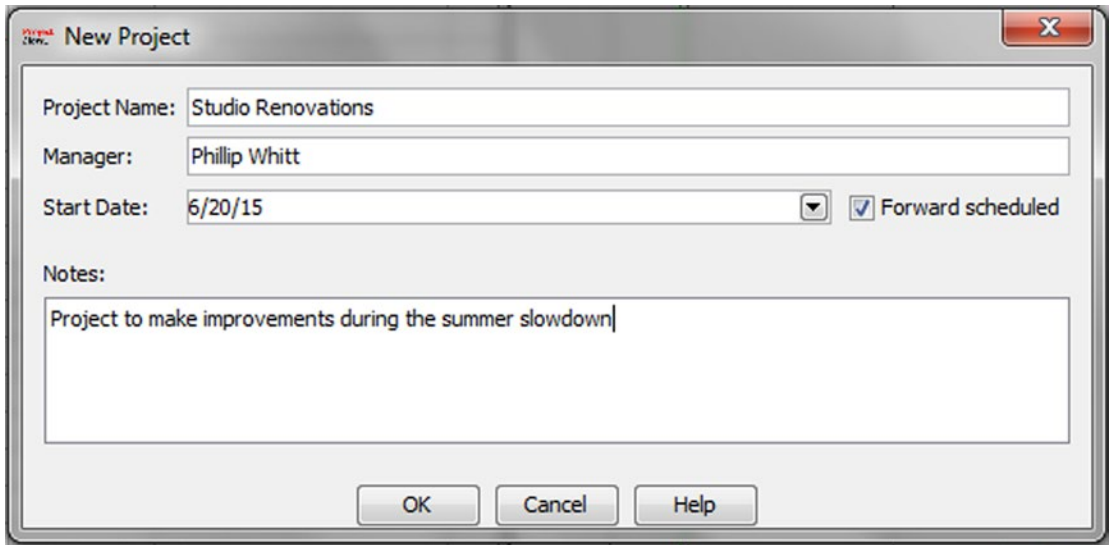 New Project
Project Name: Studio Renovations
Manager: Phillip Whitt
Start Date: 6/20/15 Forward scheduled
Notes:
Project to make improvements during the summer slowdown
OK Cancel Help